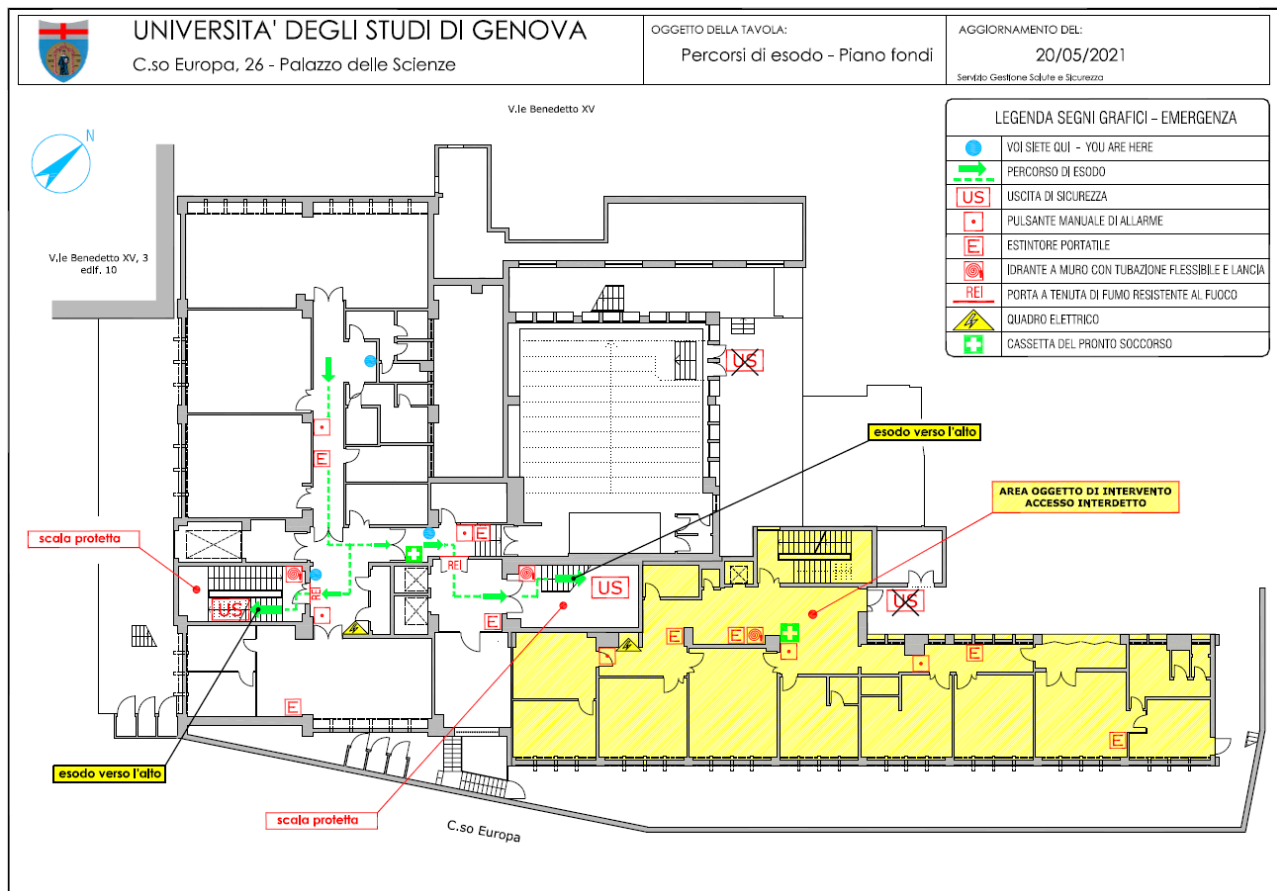 UNIVERSITA' DEGLI STUDI DI GENOVA
C.so Europa, 26 - Palazzo delle Scienze
OGGETTO DELLA TAVOLA:
Percorsi di esodo - Piano fondi
AGGIORNAMENTO DEL:
20/05/2021
Servizio Gestione Salute e Sicurezza
V.le Benedetto XV
N
V.le Benedetto XV, 3
edif. 10
LEGENDA SEGNI GRAFICI - EMERGENZA
VOI SIETE QUI - YOU ARE HERE
PERCORSO DI ESODO
US USCITA DI SICUREZZA
PULSANTE MANUALE DI ALLARME
E ESTINTORE PORTATILE
IDRANTE A MURO CON TUBAZIONE FLESSIBILE E LANCIA
REI PORTA A TENUTA DI FUMO RESISTENTE AL FUOCO
QUADRO ELETTRICO
CASSETTA DEL PRONTO SOCCORSO
US
esodo verso l'alto
E
AREA OGGETTO DI INTERVENTO
ACCESSO INTERDETTO
scala protetta
E
REI
REI
US
US
US
E
E
E
E
E
E
esodo verso l'alto
scala protetta
C.so Europa